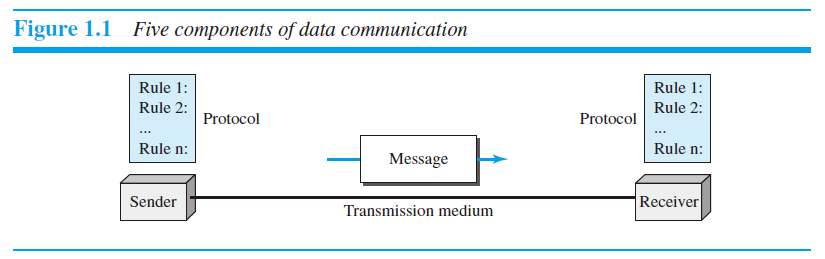 Figure 1.1 Five components of data communication
Rule 1:
Rule 2:
...
Rule n:
Protocol
Message
Protocol
Rule 1:
Rule 2:
...
Rule n:
Sender
Transmission medium
Receiver